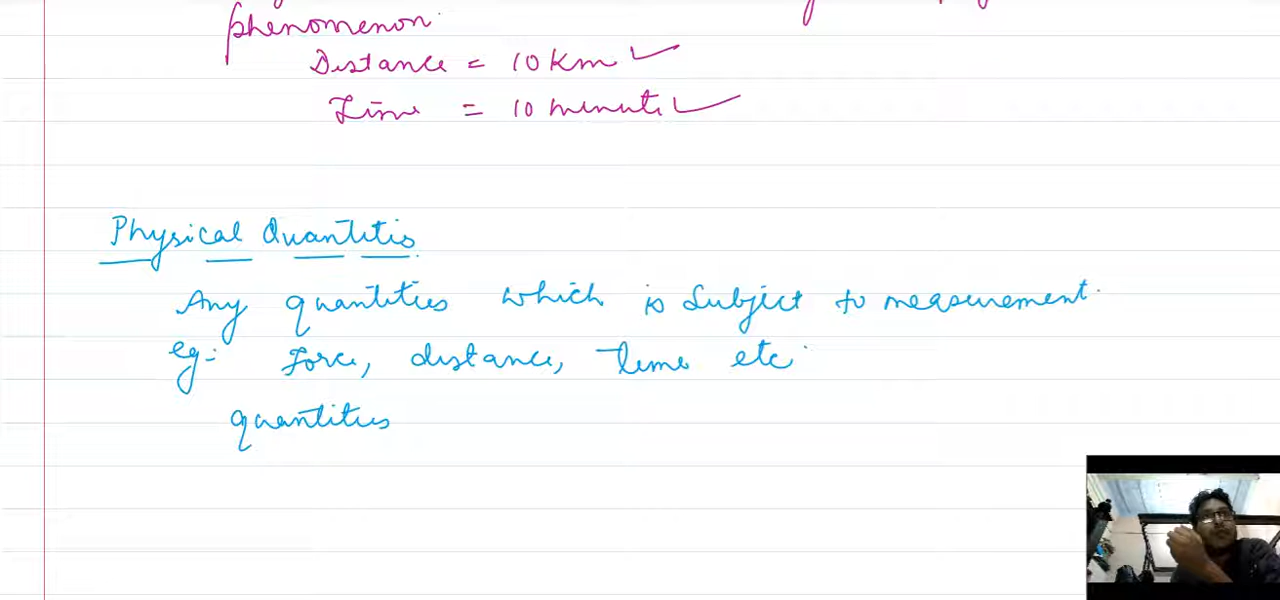 phenomenon.
Distance = 10 Km
Time = 10 minute
Physical Quantities
Any quantities which is subject to measurement.
eg:- Force, distance, time etc.
quantities